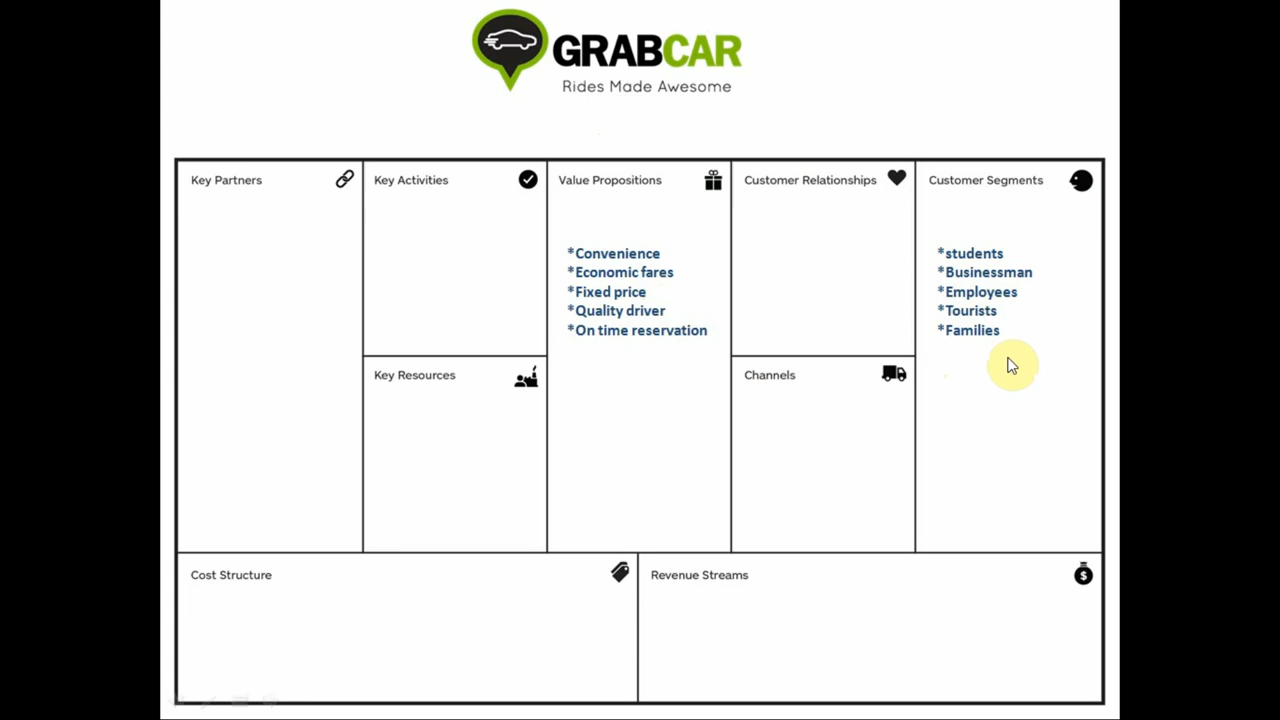 GRABCAR
Rides Made Awesome
Key Partners
Key Activities
Value Propositions
*Convenience
*Economic fares
*Fixed price
*Quality driver
*On time reservation
Customer Relationships
Customer Segments
*students
*Businessman
*Employees
*Tourists
*Families
Key Resources
Channels
Cost Structure
Revenue Streams
$